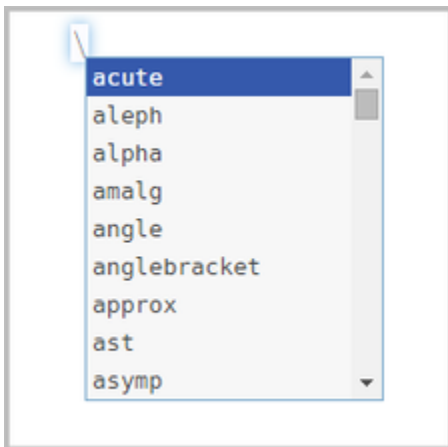 \
acute
aleph
alpha
amalg
angle
anglebracket
approx
ast
asymp